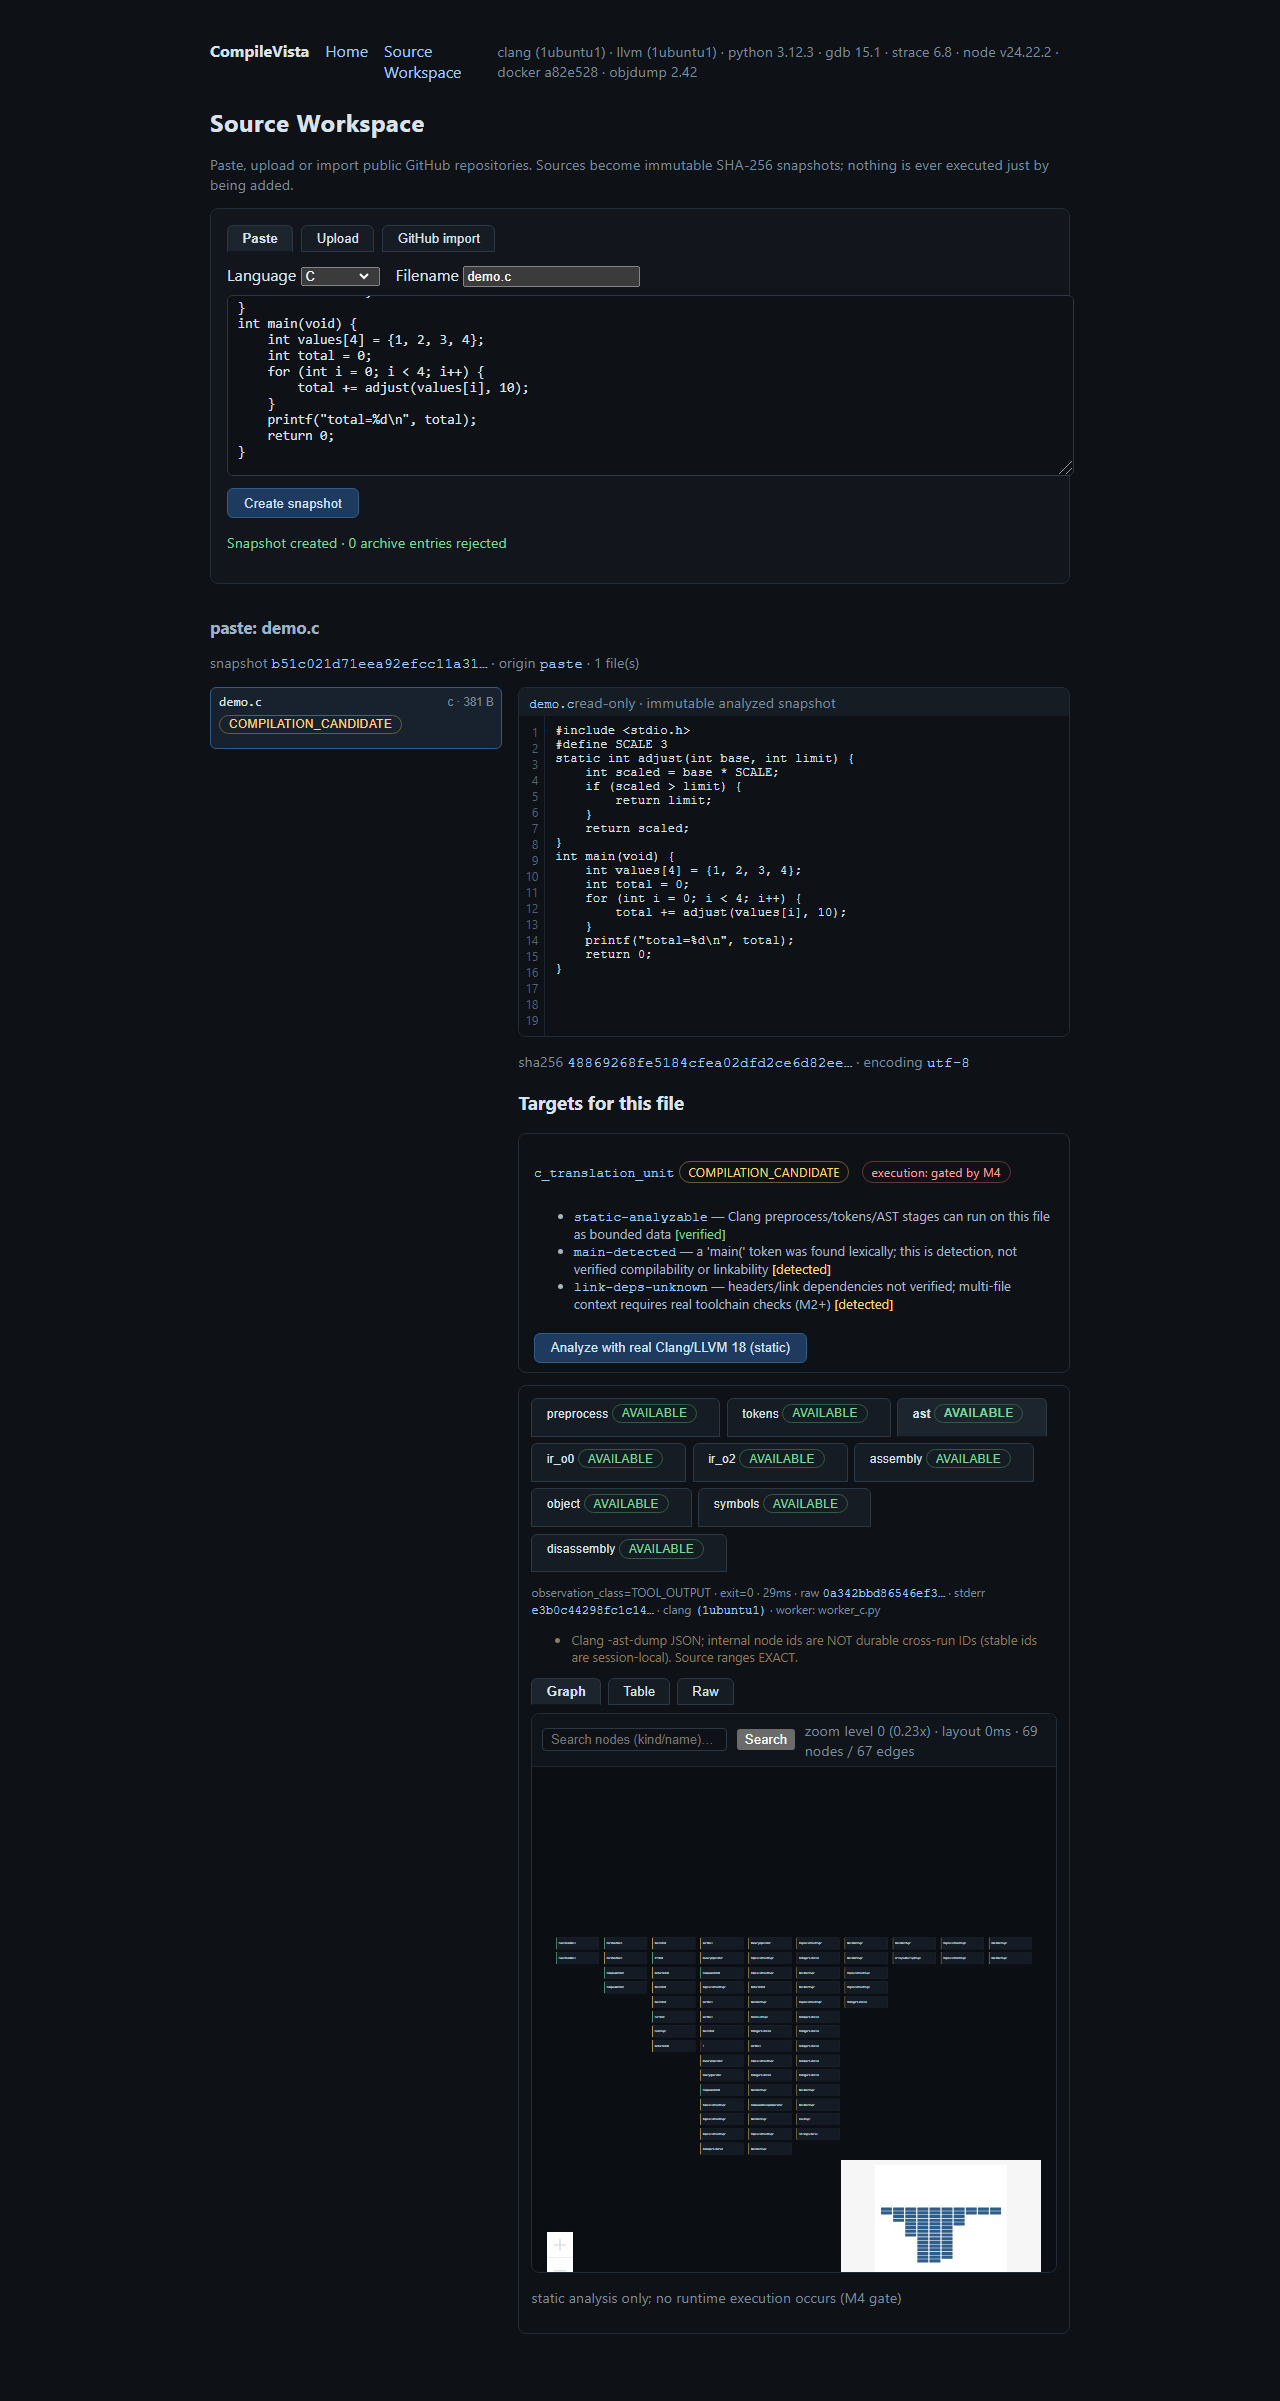 CompileVista Home Source Workspace
clang (1ubuntu1) · llvm (1ubuntu1) · python 3.12.3 · gdb 15.1 · strace 6.8 · node v24.22.2 ·
docker a82e528 · objdump 2.42
Source Workspace
Paste, upload or import public GitHub repositories. Sources become immutable SHA-256 snapshots; nothing is ever executed just by
being added.
Paste Upload GitHub import
Language C Filename demo.c
}
int main(void) {
    int values[4] = {1, 2, 3, 4};
    int total = 0;
    for (int i = 0; i < 4; i++) {
        total += adjust(values[i], 10);
    }
    printf("total=%d\n", total);
    return 0;
}
Create snapshot
Snapshot created · 0 archive entries rejected
paste: demo.c
snapshot b51c021d71eea92efcc11a31… · origin paste · 1 file(s)
demo.c c · 381 B
COMPILATION_CANDIDATE
demo.c read-only · immutable analyzed snapshot
1
2
3
4
5
6
7
8
9
10
11
12
13
14
15
16
17
18
19
#include <stdio.h>
#define SCALE 3
static int adjust(int base, int limit) {
    int scaled = base * SCALE;
    if (scaled > limit) {
        return limit;
    }
    return scaled;
}
int main(void) {
    int values[4] = {1, 2, 3, 4};
    int total = 0;
    for (int i = 0; i < 4; i++) {
        total += adjust(values[i], 10);
    }
    printf("total=%d\n", total);
    return 0;
}
sha256 48869268fe5184cfea02dfd2ce6d82ee… · encoding utf-8
Targets for this file
c_translation_unit COMPILATION_CANDIDATE execution: gated by M4
• static-analyzable — Clang preprocess/tokens/AST stages can run on this file
as bounded data [verified]
• main-detected — a 'main(' token was found lexically; this is detection, not
verified compilability or linkability [detected]
• link-deps-unknown — headers/link dependencies not verified; multi-file
context requires real toolchain checks (M2+) [detected]
Analyze with real Clang/LLVM 18 (static)
preprocess AVAILABLE tokens AVAILABLE ast AVAILABLE
ir_o0 AVAILABLE ir_o2 AVAILABLE assembly AVAILABLE
object AVAILABLE symbols AVAILABLE
disassembly AVAILABLE
observation_class=TOOL_OUTPUT · exit=0 · 29ms · raw 0a342bbd86546ef3… · stderr
e3b0c44298fc1c14… · clang (1ubuntu1) · worker: worker_c.py
• Clang -ast-dump JSON; internal node ids are NOT durable cross-run IDs (stable ids
are session-local). Source ranges EXACT.
Graph Table Raw
Search nodes (kind/name)… Search zoom level 0 (0.23x) · layout 0ms · 69
nodes / 67 edges
static analysis only; no runtime execution occurs (M4 gate)